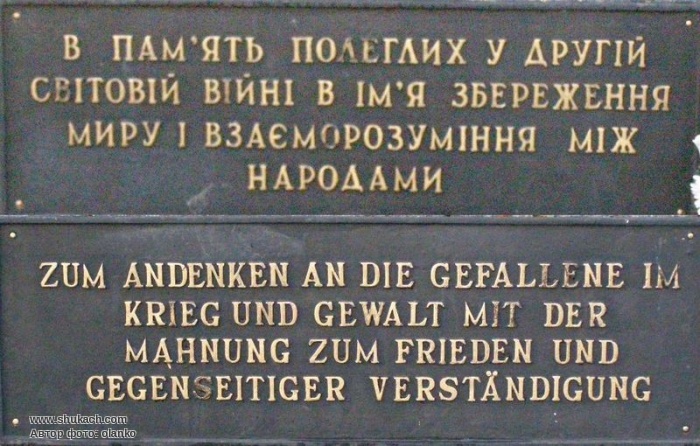 В ПАМ'ЯТЬ ПОЛЕГЛИХ У ДРУГІЙ
СВІТОВІЙ ВІЙНІ В ІМ'Я ЗБЕРЕЖЕННЯ
МИРУ І ВЗАЄМОРОЗУМІННЯ МІЖ
НАРОДАМИ
ZUM ANDENKEN AN DIE GEFALLENE IM
KRIEG UND GEWALT MIT DER
MAHNUNG ZUM FRIEDEN UND
GEGENSEITIGER VERSTÄNDIGUNG
www.shukach.com
Автор фото: olanko